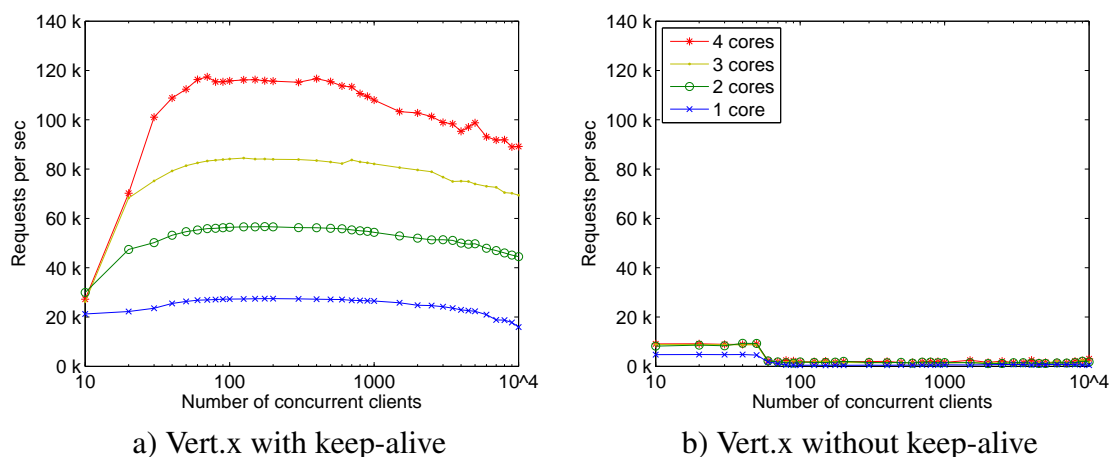 140 k
120 k
100 k
80 k
60 k
40 k
20 k
0 k
Requests per sec
10
100
1000
10^4
Number of concurrent clients
a) Vert.x with keep-alive
140 k
120 k
100 k
80 k
60 k
40 k
20 k
0 k
Requests per sec
4 cores
3 cores
2 cores
1 core
10
100
1000
10^4
Number of concurrent clients
b) Vert.x without keep-alive